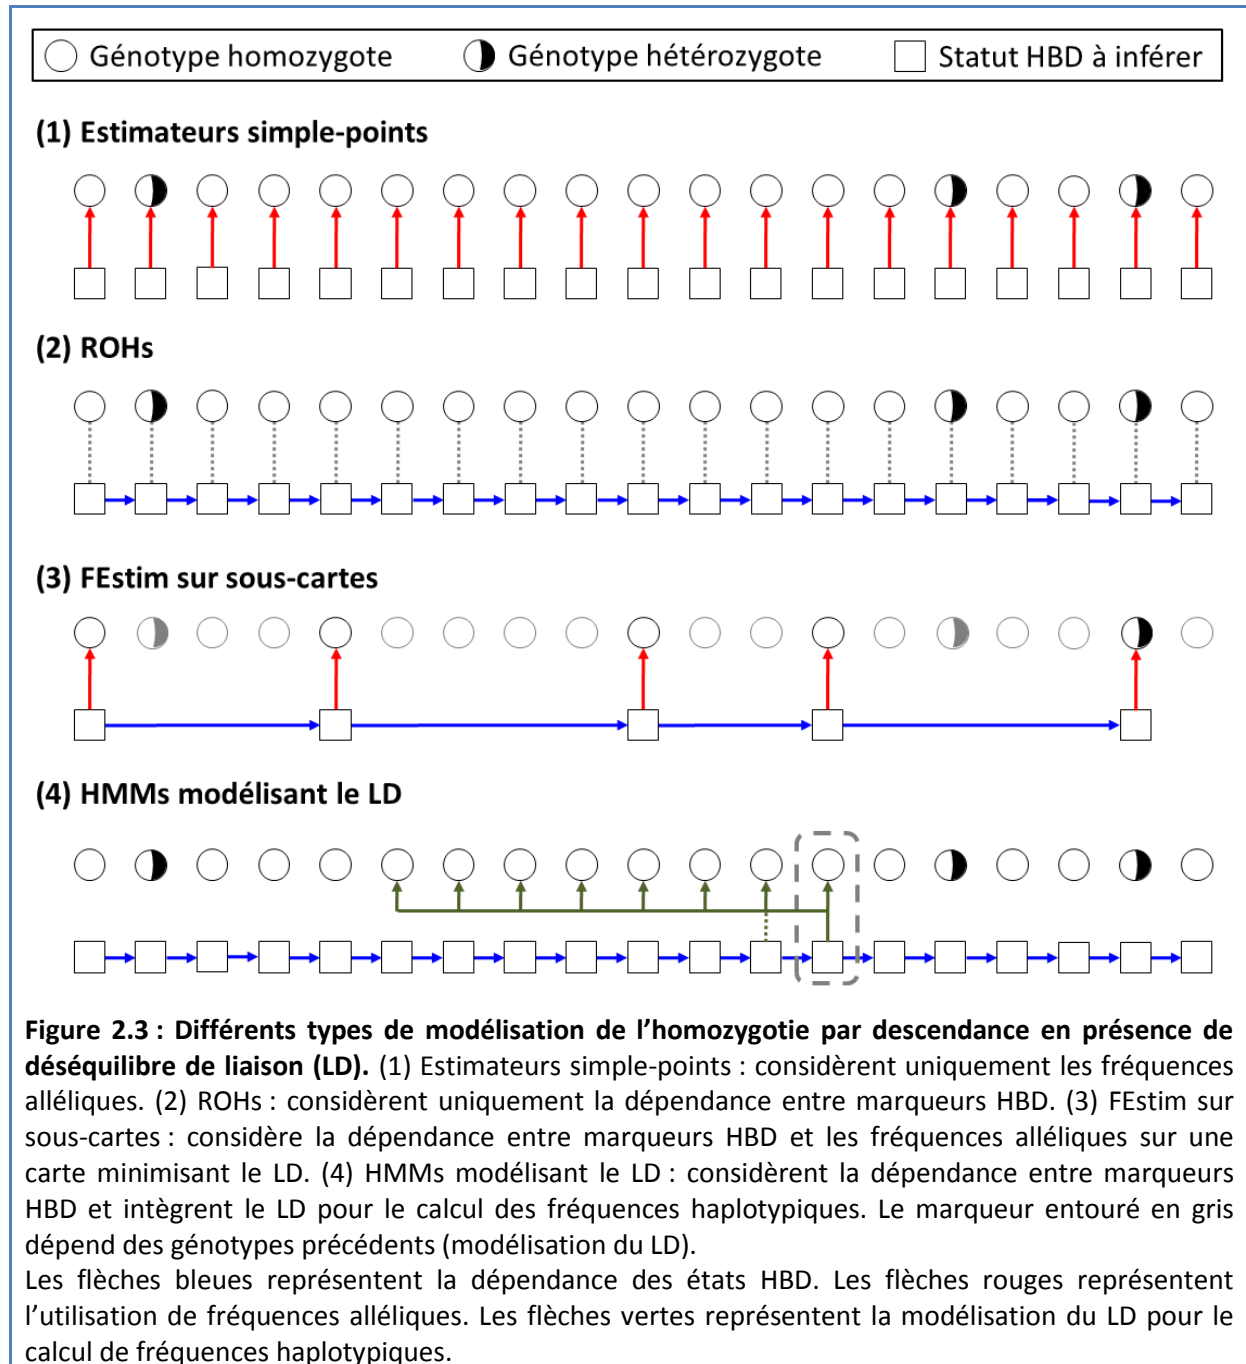 Génotype homozygote Génotype hétérozygote Statut HBD à inférer
(1) Estimateurs simple-points
(2) ROHs
(3) FEstim sur sous-cartes
(4) HMMs modélisant le LD
Figure 2.3 : Différents types de modélisation de l’homozygotie par descendance en présence de
déséquilibre de liaison (LD). (1) Estimateurs simple-points : considèrent uniquement les fréquences
alléliques. (2) ROHs : considèrent uniquement la dépendance entre marqueurs HBD. (3) FEstim sur
sous-cartes : considère la dépendance entre marqueurs HBD et les fréquences alléliques sur une
carte minimisant le LD. (4) HMMs modélisant le LD : considèrent la dépendance entre marqueurs
HBD et intègrent le LD pour le calcul des fréquences haplotypiques. Le marqueur entouré en gris
dépend des génotypes précédents (modélisation du LD).
Les flèches bleues représentent la dépendance des états HBD. Les flèches rouges représentent
l’utilisation de fréquences alléliques. Les flèches vertes représentent la modélisation du LD pour le
calcul de fréquences haplotypiques.